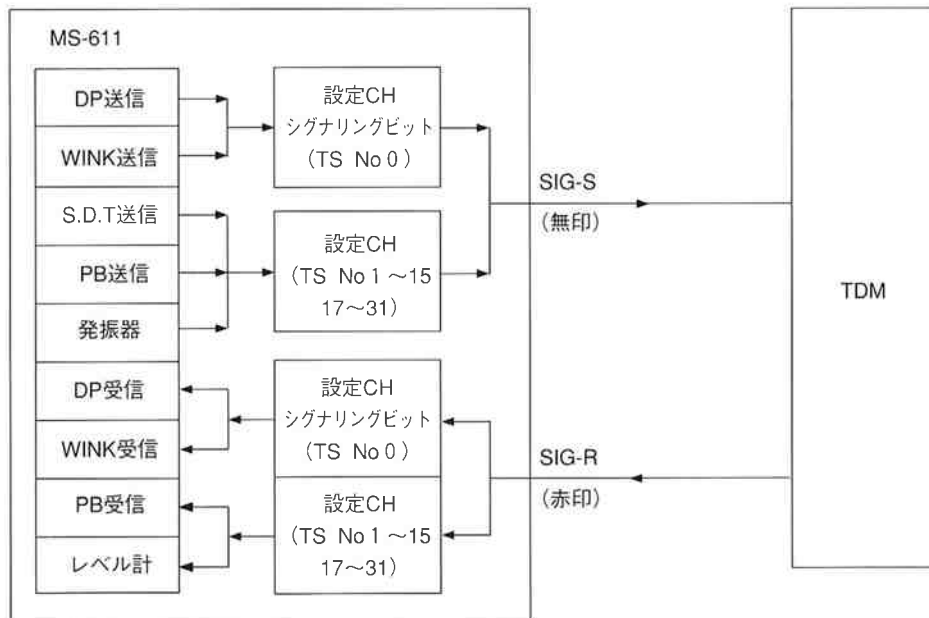 MS-611
DP送信
WINK送信
S.D.T送信
PB送信
発振器
DP受信
WINK受信
PB受信
レベル計
設定CH
シグナリングビット
(TS No 0)
設定CH
(TS No 1~15
17~31)
設定CH
シグナリングビット
(TS No 0)
設定CH
(TS No 1~15
17~31)
SIG-S
(無印)
SIG-R
(赤印)
TDM